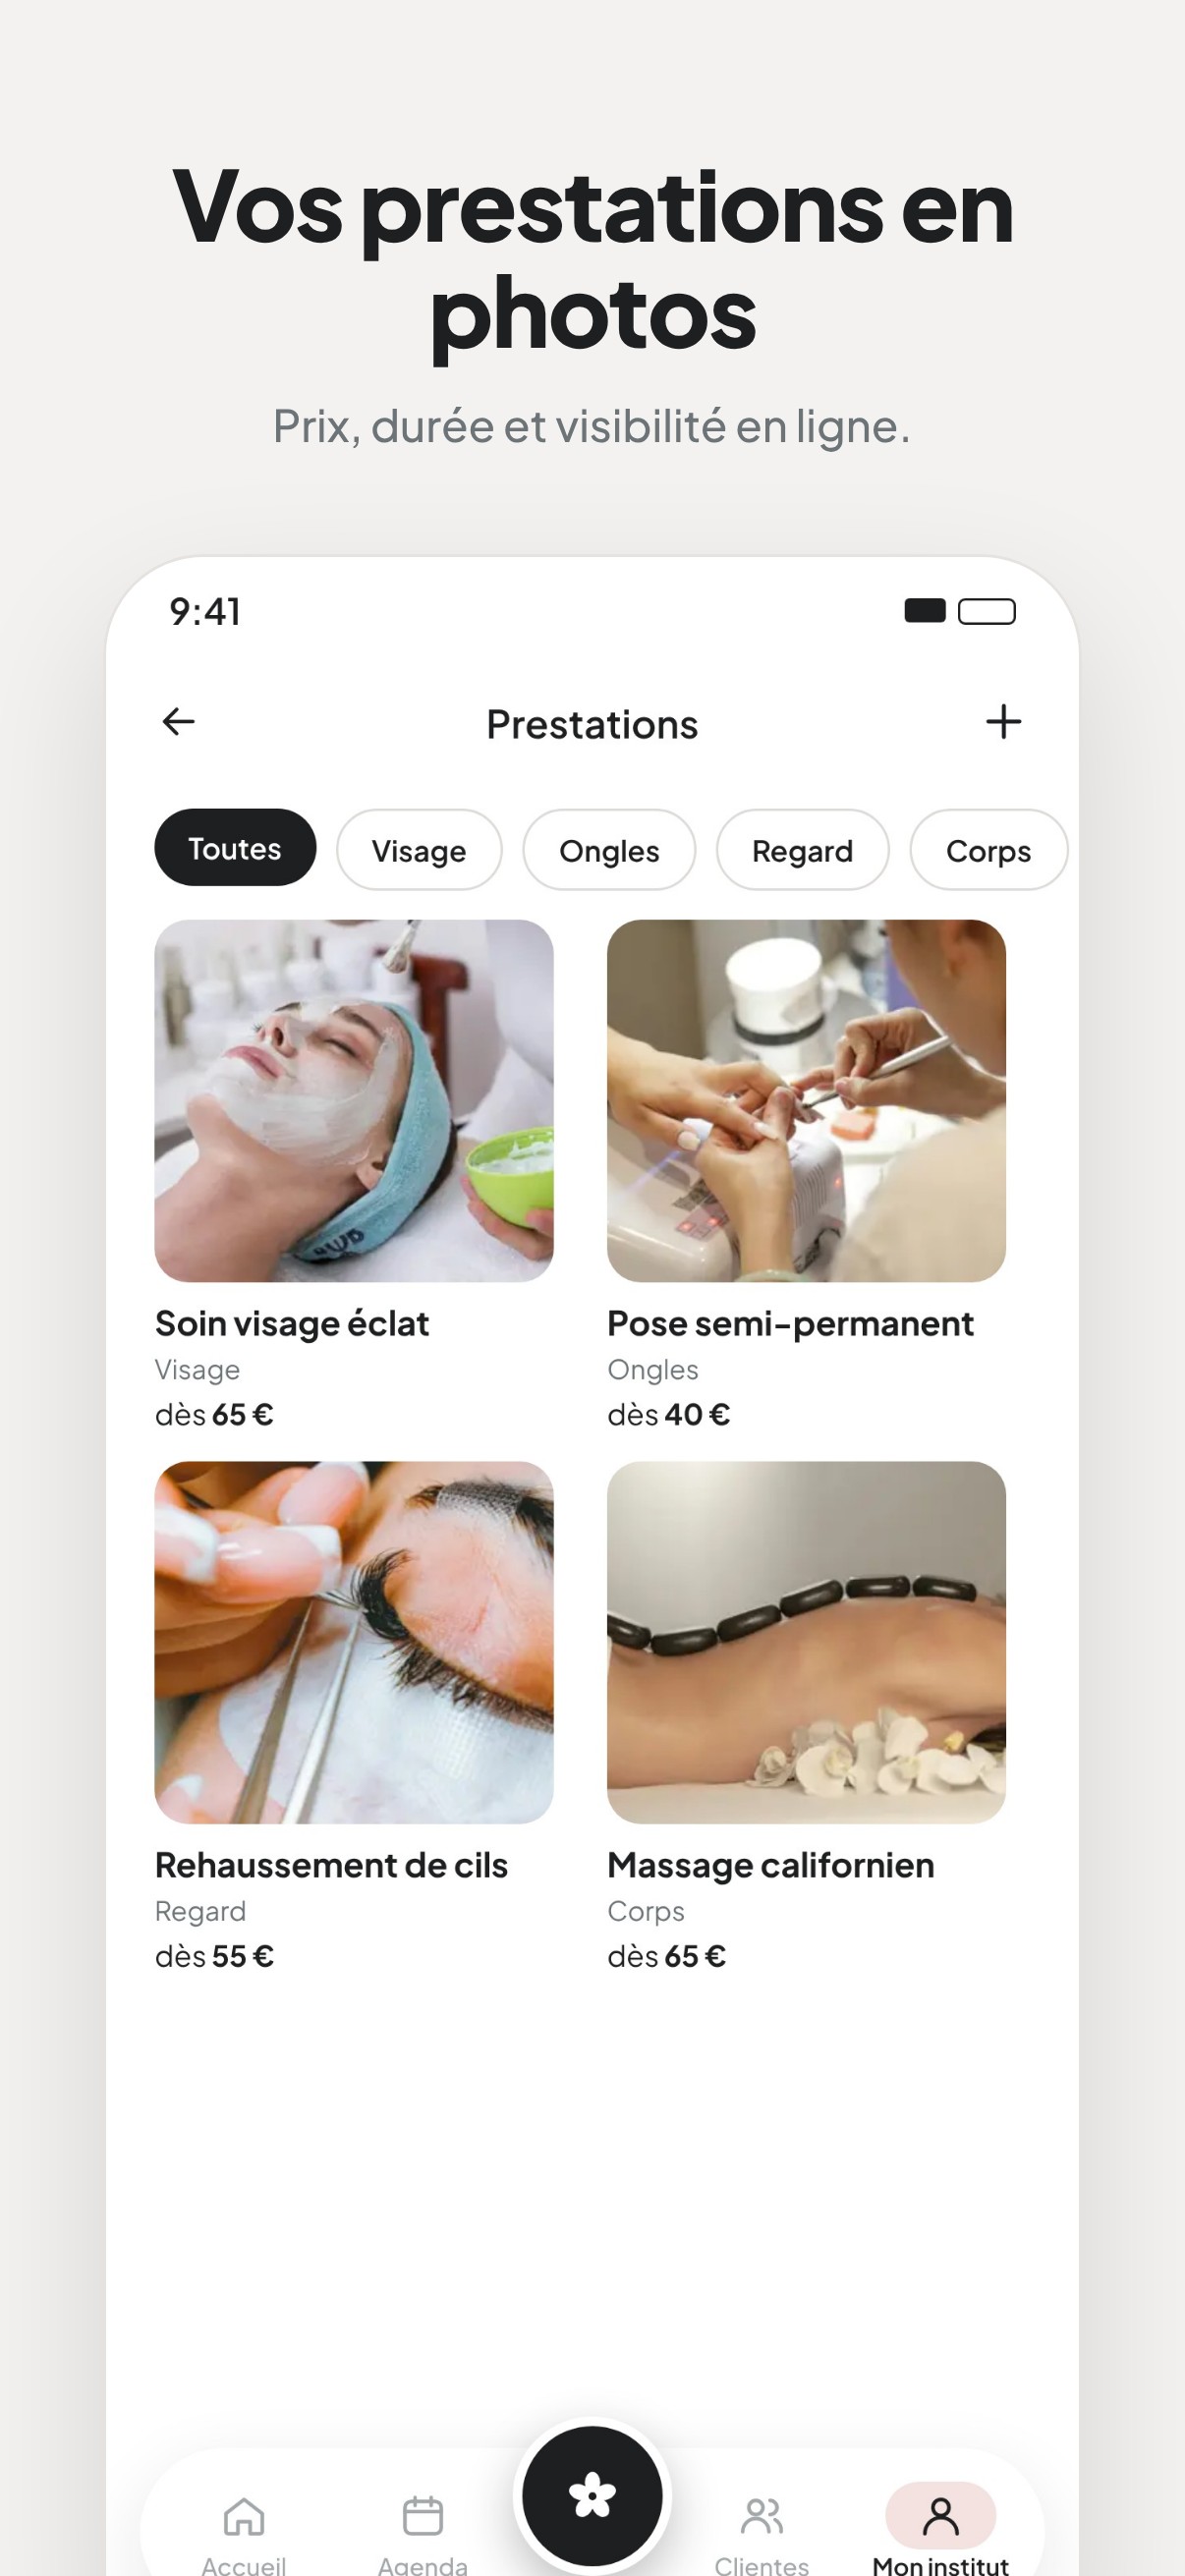 Vos prestations en
photos
Prix, durée et visibilité en ligne.
9:41
Prestations
Toutes Visage Ongles Regard Corps
Soin visage éclat
Visage
dès 65 €
Pose semi-permanent
Ongles
dès 40 €
Rehaussement de cils
Regard
dès 55 €
Massage californien
Corps
dès 65 €
Accueil Agenda Clientes Mon institut